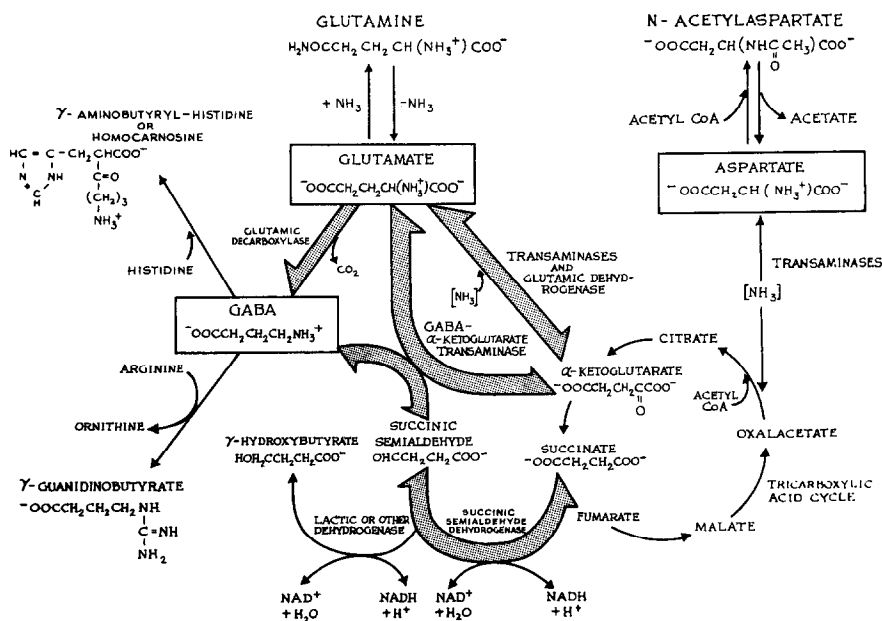 GLUTAMINE
H₂NOCCH₂CH₂CH(NH₃⁺)COO⁻
N-ACETYLASPARTATE
⁻OOCCH₂CH(NHCCH₃)COO⁻
O
+NH₃
-NH₃
ACETYL CoA
ACETATE
γ-AMINOBUTYRYL-HISTIDINE
OR
HOMOCARNOSINE
HC=C-CH₂CHCOO⁻
N
NH
C=O
C
H
(CH₂)₃
NH₃⁺
GLUTAMATE
⁻OOCCH₂CH₂CH(NH₃⁺)COO⁻
ASPARTATE
⁻OOCCH₂CH(NH₃⁺)COO⁻
GLUTAMIC
DECARBOXYLASE
CO₂
HISTIDINE
[NH₃]
TRANSAMINASES
AND
GLUTAMIC DEHYD-
ROGENASE
TRANSAMINASES
[NH₃]
GABA
⁻OOCCH₂CH₂CH₂NH₃⁺
GABA-
α-KETOGLUTARATE
TRANSAMINASE
CITRATE
α-KETOGLUTARATE
⁻OOCCH₂CH₂CCOO⁻
O
ACETYL
CoA
ARGININE
ORNITHINE
OXALACETATE
γ-HYDROXYBUTYRATE
HOH₂CCH₂CH₂COO⁻
SUCCINIC
SEMIALDEHYDE
OHCCH₂CH₂COO⁻
SUCCINATE
⁻OOCCH₂CH₂COO⁻
γ-GUANIDINOBUTYRATE
⁻OOCCH₂CH₂CH₂NH
C=NH
NH₂
TRICARBOXYLIC
ACID CYCLE
LACTIC OR OTHER
DEHYDROGENASE
SUCCINIC
SEMIALDEHYDE
DEHYDROGENASE
FUMARATE
MALATE
NAD⁺
+H₂O
NADH
+H⁺
NAD⁺
+H₂O
NADH
+H⁺